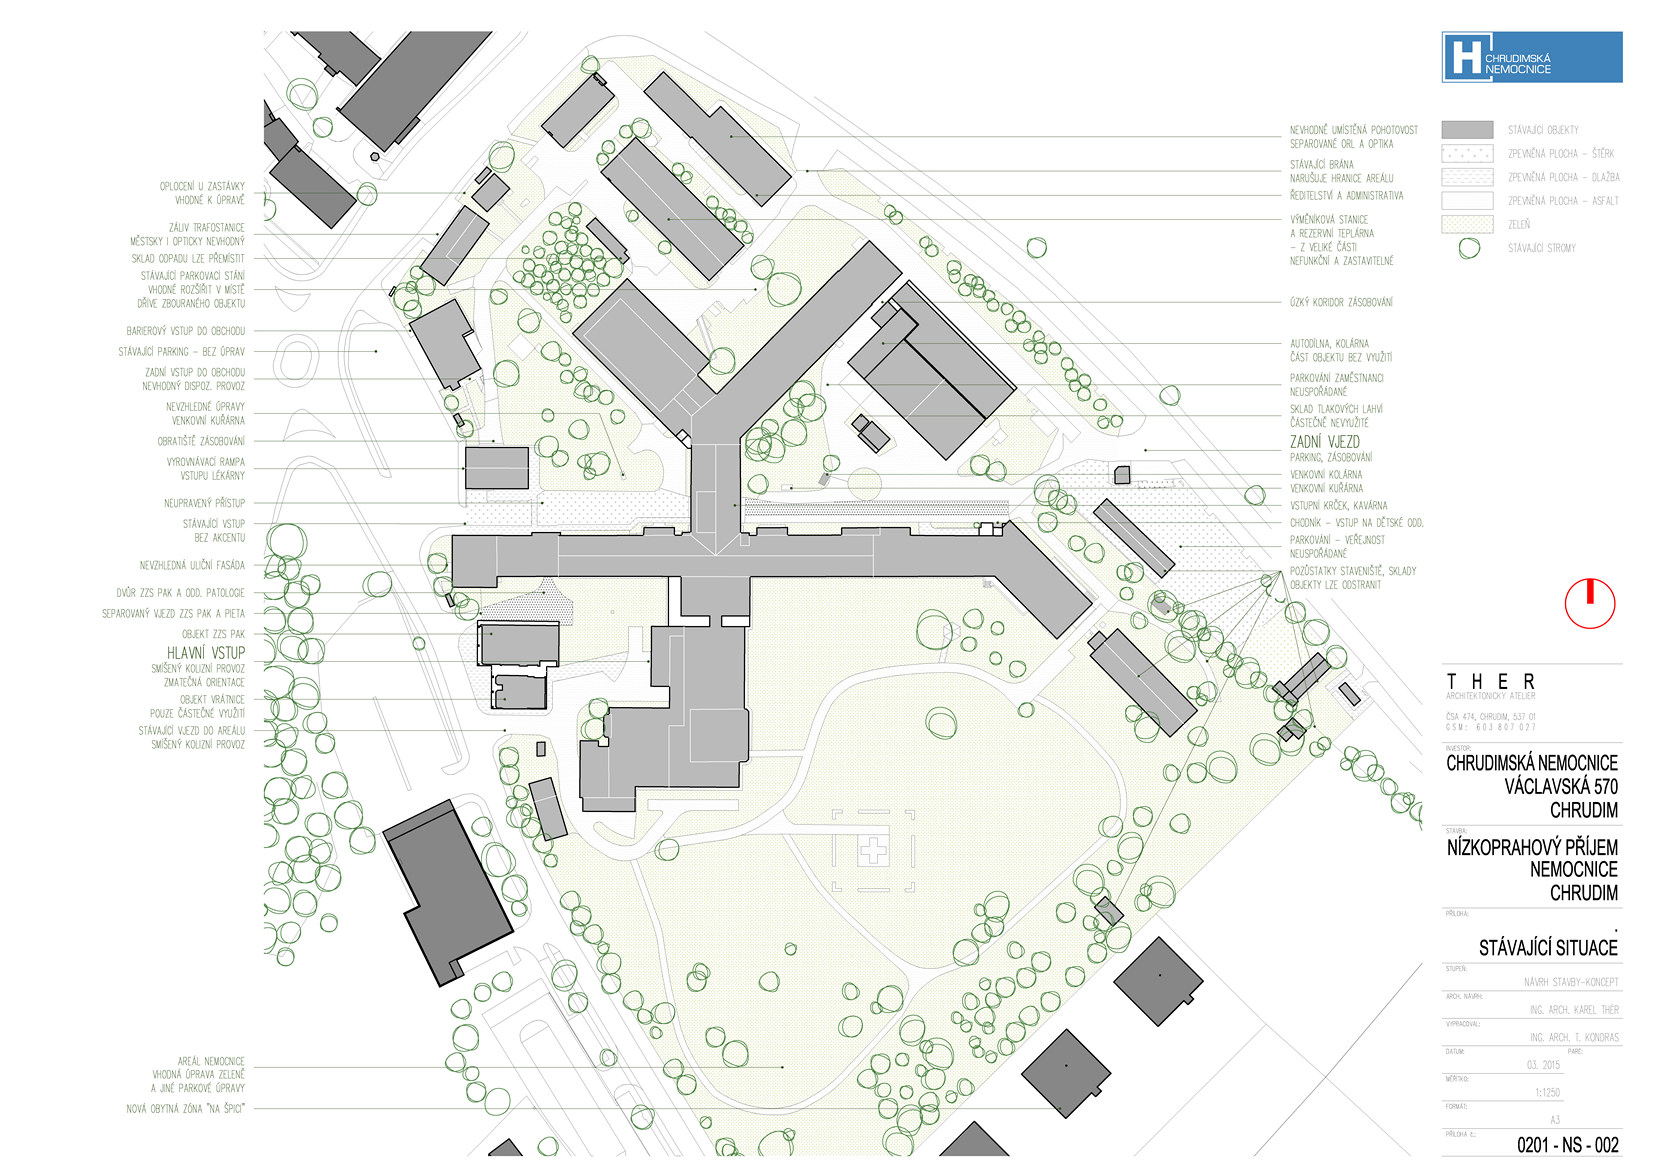 OPLOCENÍ U ZASTÁVKY
VHODNÉ K ÚPRAVĚ
ZÁLIV TRAFOSTANICE
MĚSTSKY I OPTICKY NEVHODNÝ
SKLAD ODPADU LZE PŘEMÍSTIT
STÁVAJÍCÍ PARKOVACÍ STÁNÍ
VHODNÉ ROZŠÍŘIT V MÍSTĚ
DŘÍVE ZBOURANÉHO OBJEKTU
BARIEROVÝ VSTUP DO OBCHODU
STÁVAJÍCÍ PARKING – BEZ ÚPRAV
ZADNÍ VSTUP DO OBCHODU
NEVHODNÝ DISPOZ. PROVOZ
NEVZHLEDNÉ ÚPRAVY
VENKOVNÍ KUŘÁRNA
OBRATIŠTĚ ZÁSOBOVÁNÍ
VYROVNÁVACÍ RAMPA
VSTUPU LÉKÁRNY
NEUPRAVENÝ PŘÍSTUP
STÁVAJÍCÍ VSTUP
BEZ AKCENTU
NEVZHLEDNÁ ULIČNÍ FASÁDA
DVŮR ZZS PAK A ODD. PATOLOGIE
SEPAROVANÝ VJEZD ZZS PAK A PIETA
OBJEKT ZZS PAK
HLAVNÍ VSTUP
SMÍŠENÝ KOLIZNÍ PROVOZ
ZMATEČNÁ ORIENTACE
OBJEKT VRÁTNICE
POUZE ČÁSTEČNÉ VYUŽITÍ
STÁVAJÍCÍ VJEZD DO AREÁLU
SMÍŠENÝ KOLIZNÍ PROVOZ
AREÁL NEMOCNICE
VHODNÁ ÚPRAVA ZELENĚ
A JINÉ PARKOVÉ ÚPRAVY
NOVÁ OBYTNÁ ZÓNA "NA ŠPICI"
NEVHODNĚ UMÍSTĚNÁ POHOTOVOST
SEPAROVANÉ ORL A OPTIKA
STÁVAJÍCÍ BRÁNA
NARUŠUJE HRANICE AREÁLU
ŘEDITELSTVÍ A ADMINISTRATIVA
VÝMĚNÍKOVÁ STANICE
A REZERVNÍ TEPLÁRNA
– Z VELIKÉ ČÁSTI
NEFUNKČNÍ A ZASTAVITELNÉ
ÚZKÝ KORIDOR ZÁSOBOVÁNÍ
AUTODÍLNA, KOLÁRNA
ČÁST OBJEKTU BEZ VYUŽITÍ
PARKOVÁNÍ ZAMĚSTNANCI
NEUSPOŘÁDANÉ
SKLAD TLAKOVÝCH LAHVÍ
ČÁSTEČNĚ NEVYUŽITÉ
ZADNÍ VJEZD
PARKING, ZÁSOBOVÁNÍ
VENKOVNÍ KOLÁRNA
VENKOVNÍ KUŘÁRNA
VSTUPNÍ KRČEK, KAVÁRNA
CHODNÍK – VSTUP NA DĚTSKÉ ODD.
PARKOVÁNÍ – VEŘEJNOST
NEUSPOŘÁDANÉ
POZŮSTATKY STAVENIŠTĚ, SKLADY
OBJEKTY LZE ODSTRANIT
H CHRUDIMSKÁ
NEMOCNICE
STÁVAJÍCÍ OBJEKTY
ZPEVNĚNÁ PLOCHA – ŠTĚRK
ZPEVNĚNÁ PLOCHA – DLAŽBA
ZPEVNĚNÁ PLOCHA – ASFALT
ZELEŇ
STÁVAJÍCÍ STROMY
THER
ARCHITEKTONICKÝ ATELIER
ČSA 474, CHRUDIM, 537 01
GSM: 603 807 027
INVESTOR:
CHRUDIMSKÁ NEMOCNICE
VÁCLAVSKÁ 570
CHRUDIM
STAVBA:
NÍZKOPRAHOVÝ PŘÍJEM
NEMOCNICE
CHRUDIM
PŘÍLOHA:
.
STÁVAJÍCÍ SITUACE
STUPEŇ:
NÁVRH STAVBY-KONCEPT
ARCH. NÁVRH:
ING. ARCH. KAREL THÉR
VYPRACOVAL:
ING. ARCH. T. KONDRAS
DATUM: PARÉ:
03. 2015
MĚŘÍTKO:
1:1250
FORMÁT:
A3
PŘÍLOHA č.:
0201 - NS - 002